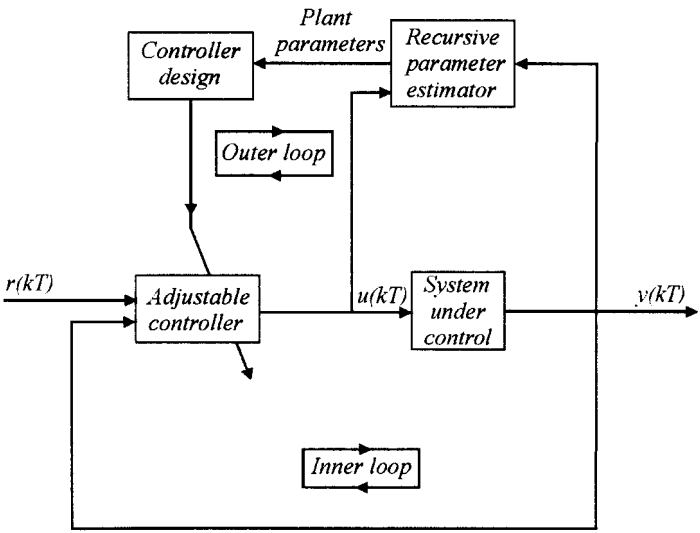 Controller
design
Plant
parameters
Recursive
parameter
estimator
Outer loop
r(kT)
Adjustable
controller
u(kT)
System
under
control
y(kT)
Inner loop